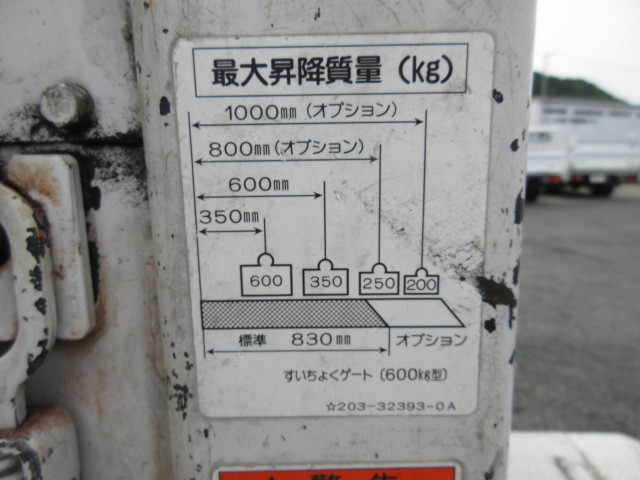 最大昇降質量(kg)
1000mm(オプション)
800mm(オプション)
600mm
350mm
600 350 250 200
標準 830mm オプション
すいちょくゲート〔600kg型〕
☆203-32393-0A
警告